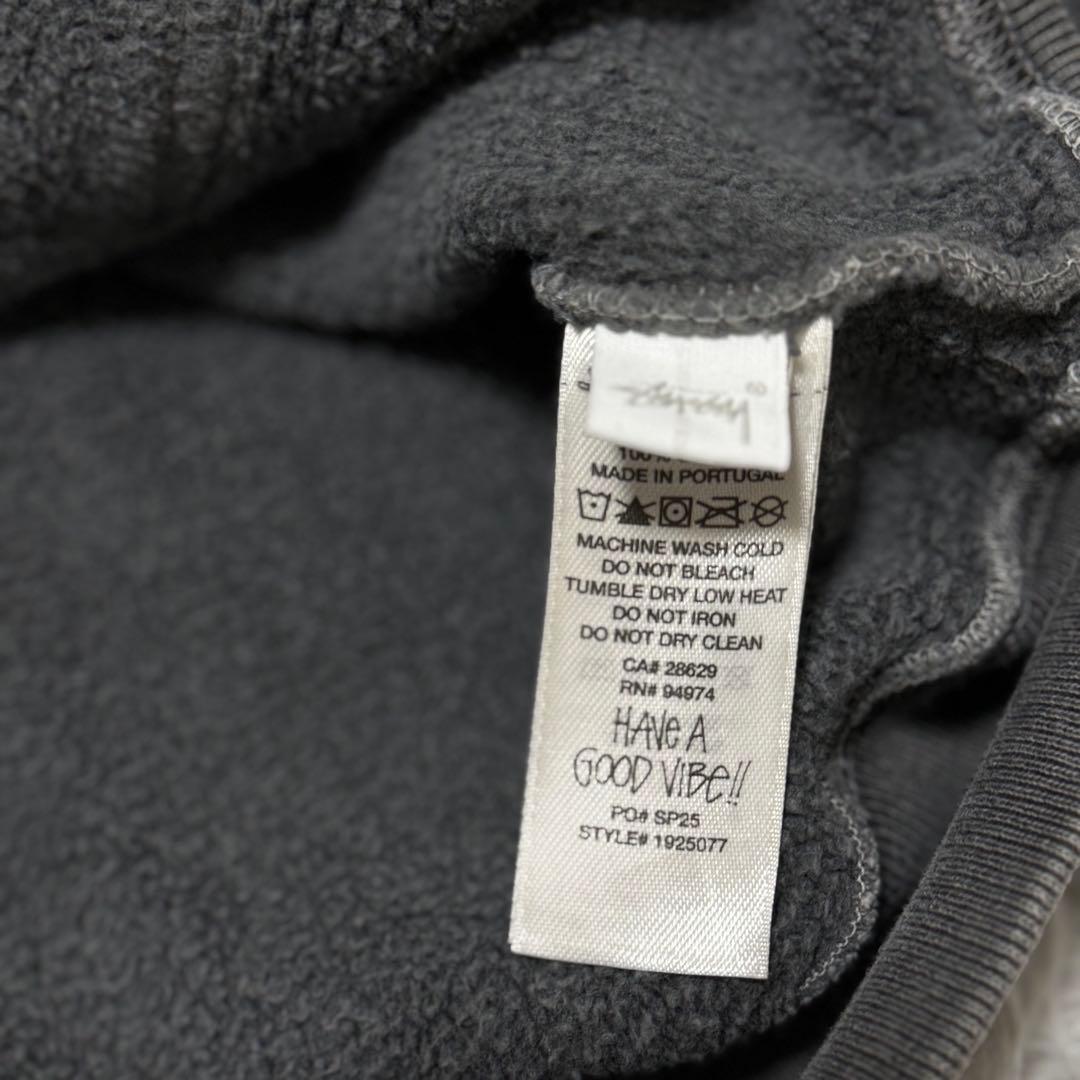 100%
MADE IN PORTUGAL
MACHINE WASH COLD
DO NOT BLEACH
TUMBLE DRY LOW HEAT
DO NOT IRON
DO NOT DRY CLEAN
CA# 28629
RN# 94974
HAVE A
GOOD VIBE!!
PO# SP25
STYLE# 1925077